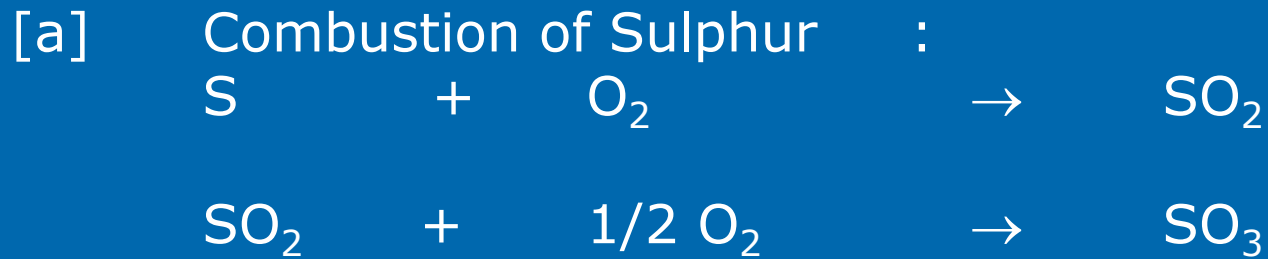 [a] Combustion of Sulphur :
S + O₂ → SO₂
SO₂ + 1/2 O₂ → SO₃